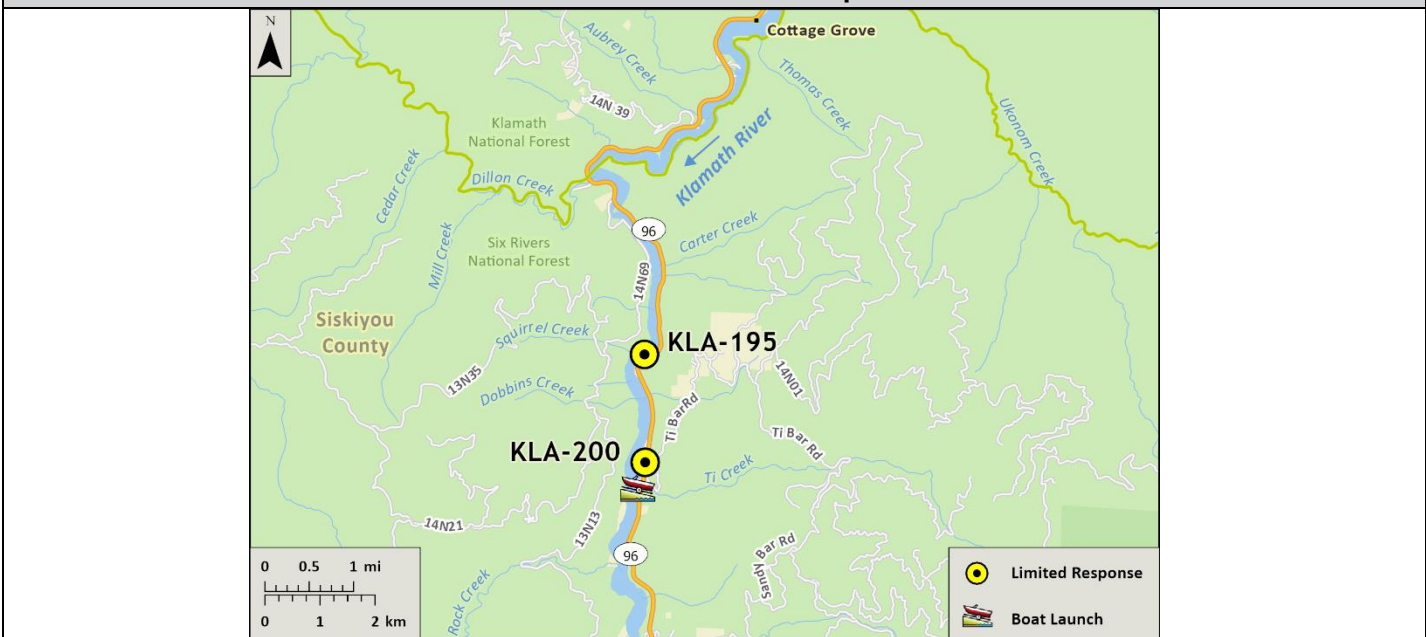 N
Cottage Grove
Aubrey Creek
Thomas Creek
14N 39
Ukonom Creek
Klamath
National Forest
Klamath River
Cedar Creek
Dillon Creek
Mill Creek
96
Carter Creek
Six Rivers
National Forest
14N69
Siskiyou
County
Squirrel Creek
KLA-195
13N35
14N01
Dobbins Creek
Ti Bar Rd
Ti Bar Rd
KLA-200
Ti Creek
14N21
13N13
Sandy Bar Rd
96
Rock Creek
0 0.5 1 mi
0 1 2 km
Limited Response
Boat Launch